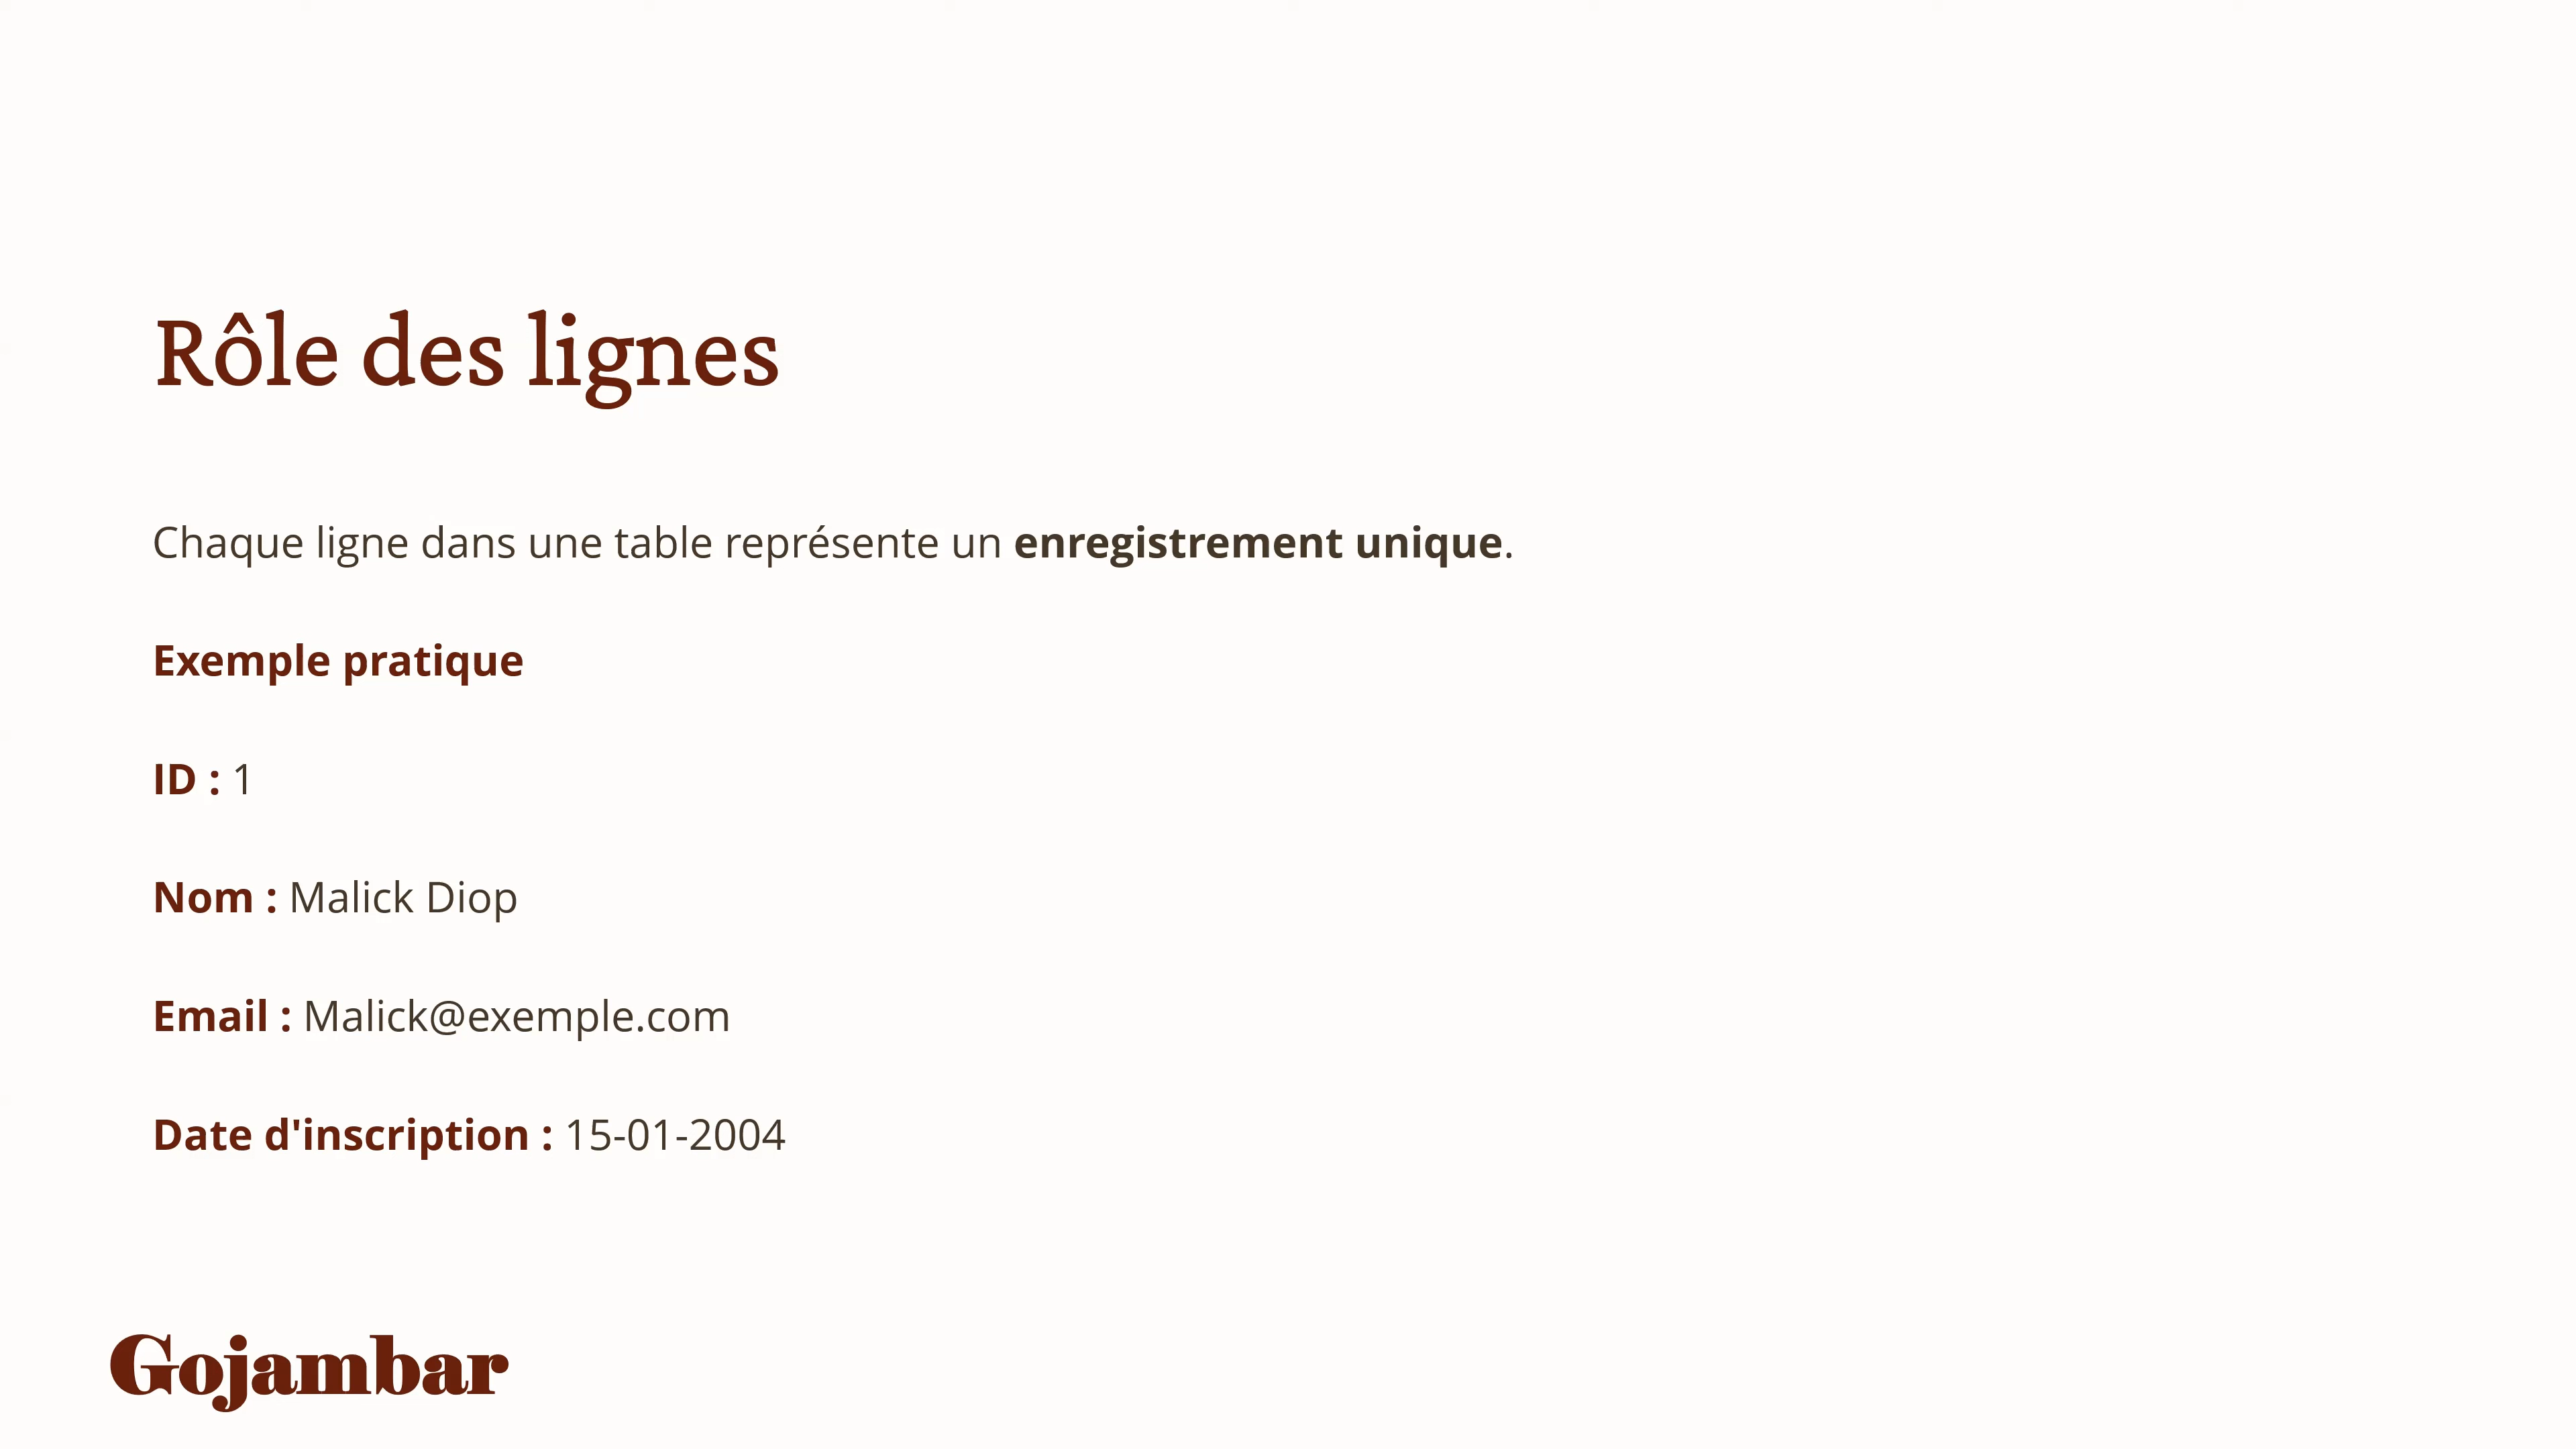 Rôle des lignes
Chaque ligne dans une table représente un enregistrement unique.
Exemple pratique
ID : 1
Nom : Malick Diop
Email : Malick@exemple.com
Date d'inscription : 15-01-2004
Gojambar